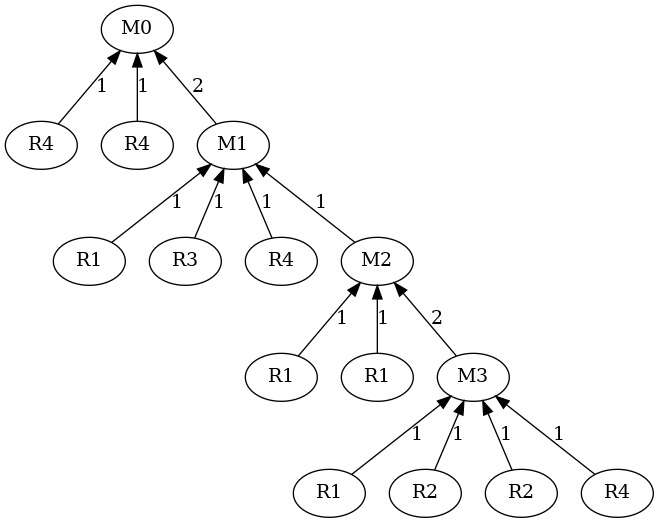 M0
1 1 2
R4 R4 M1
1 1 1 1
R1 R3 R4 M2
1 1 2
R1 R1 M3
1 1 1 1
R1 R2 R2 R4